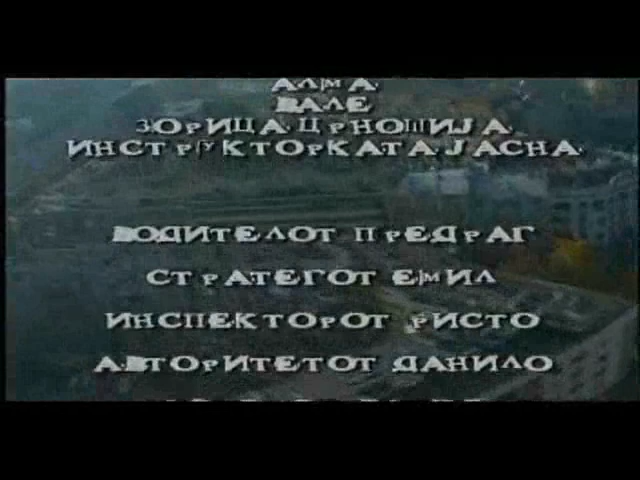 АЛМА
ВАЛЕ
ЗОРИЦА ЦРНОШИЈА
ИНСТРУКТОРКАТА ЈАСНА
ВОДИТЕЛОТ ПРЕДРАГ
СТРАТЕГОТ ЕМИЛ
ИНСПЕКТОРОТ РИСТО
АВТОРИТЕТОТ ДАНИЛО